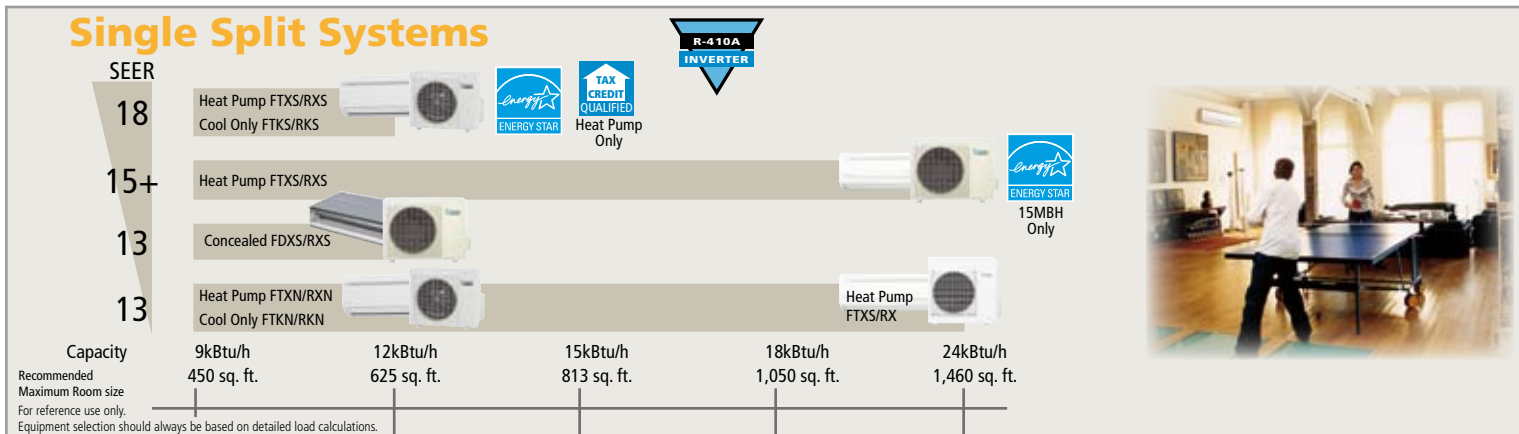 Single Split Systems
R-410A
INVERTER
SEER
18
Heat Pump FTXS/RXS
Cool Only FTKS/RKS
energy
ENERGY STAR
TAX
CREDIT
QUALIFIED
Heat Pump
Only
15+
Heat Pump FTXS/RXS
energy
ENERGY STAR
15MBH
Only
13
Concealed FDXS/RXS
13
Heat Pump FTXN/RXN
Cool Only FTKN/RKN
Heat Pump
FTXS/RX
Capacity 9kBtu/h 12kBtu/h 15kBtu/h 18kBtu/h 24kBtu/h
Recommended
Maximum Room size 450 sq. ft. 625 sq. ft. 813 sq. ft. 1,050 sq. ft. 1,460 sq. ft.
For reference use only.
Equipment selection should always be based on detailed load calculations.